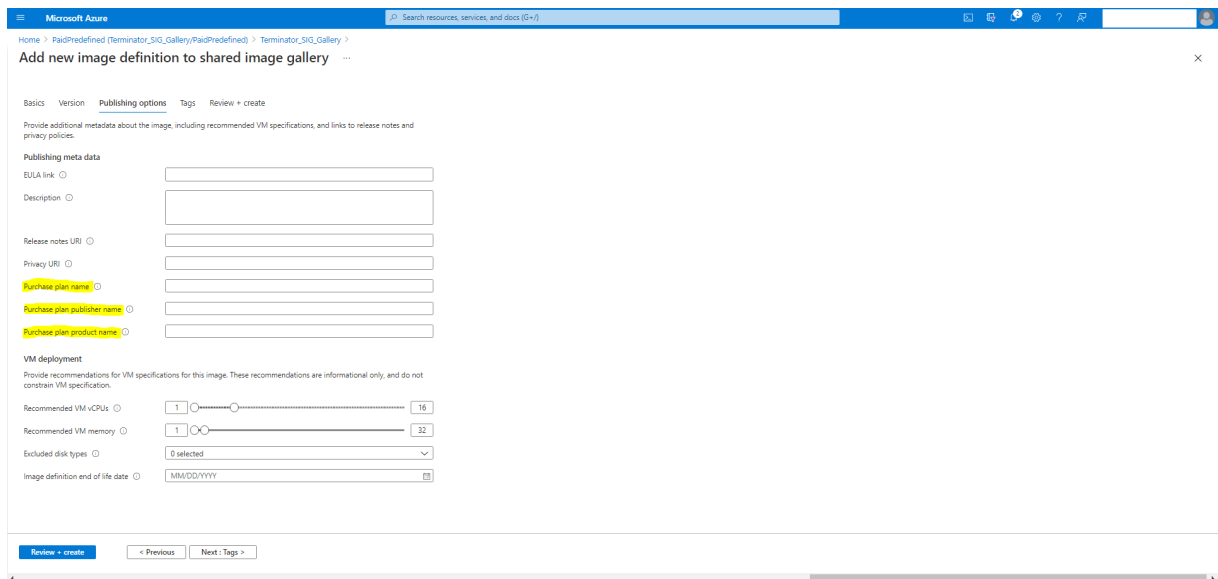 Microsoft Azure
Search resources, services, and docs (G+/)
2
Home > PaidPredefined (Terminator_SIG_Gallery/PaidPredefined) > Terminator_SIG_Gallery >
Add new image definition to shared image gallery ...
Basics Version Publishing options Tags Review + create
Provide additional metadata about the image, including recommended VM specifications, and links to release notes and
privacy policies.
Publishing meta data
EULA link
Description
Release notes URI
Privacy URI
Purchase plan name
Purchase plan publisher name
Purchase plan product name
VM deployment
Provide recommendations for VM specifications for this image. These recommendations are informational only, and do not
constrain VM specification.
Recommended VM vCPUs 1 16
Recommended VM memory 1 32
Excluded disk types 0 selected
Image definition end of life date MM/DD/YYYY
Review + create < Previous Next : Tags >